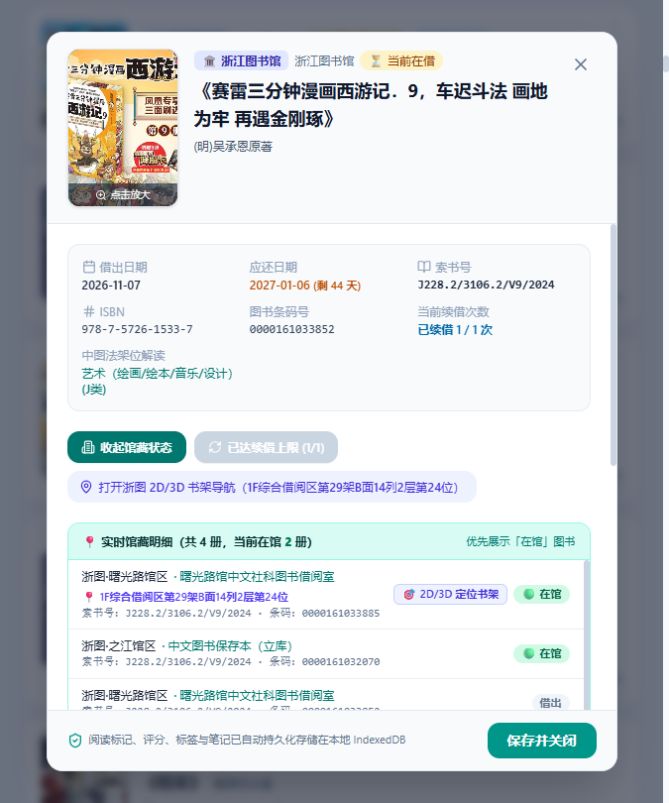 浙江图书馆 浙江图书馆 当前在借
《赛雷三分钟漫画西游记．9，车迟斗法 画地
为牢 再遇金刚琢》
(明)吴承恩原著
三分钟漫画 西游
西游记9
点击放大
借出日期 应还日期 索书号
2026-11-07 2027-01-06 (剩 44 天) J228.2/3106.2/V9/2024
# ISBN 图书条码号 当前续借次数
978-7-5726-1533-7 0000161033852 已续借 1 / 1 次
中图法架位解读
艺术（绘画/绘本/音乐/设计）
(J类)
收起馆藏状态 已达续借上限 (1/1)
打开浙图 2D/3D 书架导航（1F综合借阅区第29架B面14列2层第24位）
实时馆藏明细（共 4 册，当前在馆 2 册） 优先展示「在馆」图书
浙图·曙光路馆区 · 曙光路馆中文社科图书借阅室
1F综合借阅区第29架B面14列2层第24位 2D/3D 定位书架 在馆
索书号: J228.2/3106.2/V9/2024 · 条码: 0000161033885
浙图·之江馆区 · 中文图书保存本（立库）
索书号: J228.2/3106.2/V9/2024 · 条码: 0000161032070 在馆
浙图·曙光路馆区 · 曙光路馆中文社科图书借阅室
借出
阅读标记、评分、标签与笔记已自动持久化存储在本地 IndexedDB 保存并关闭